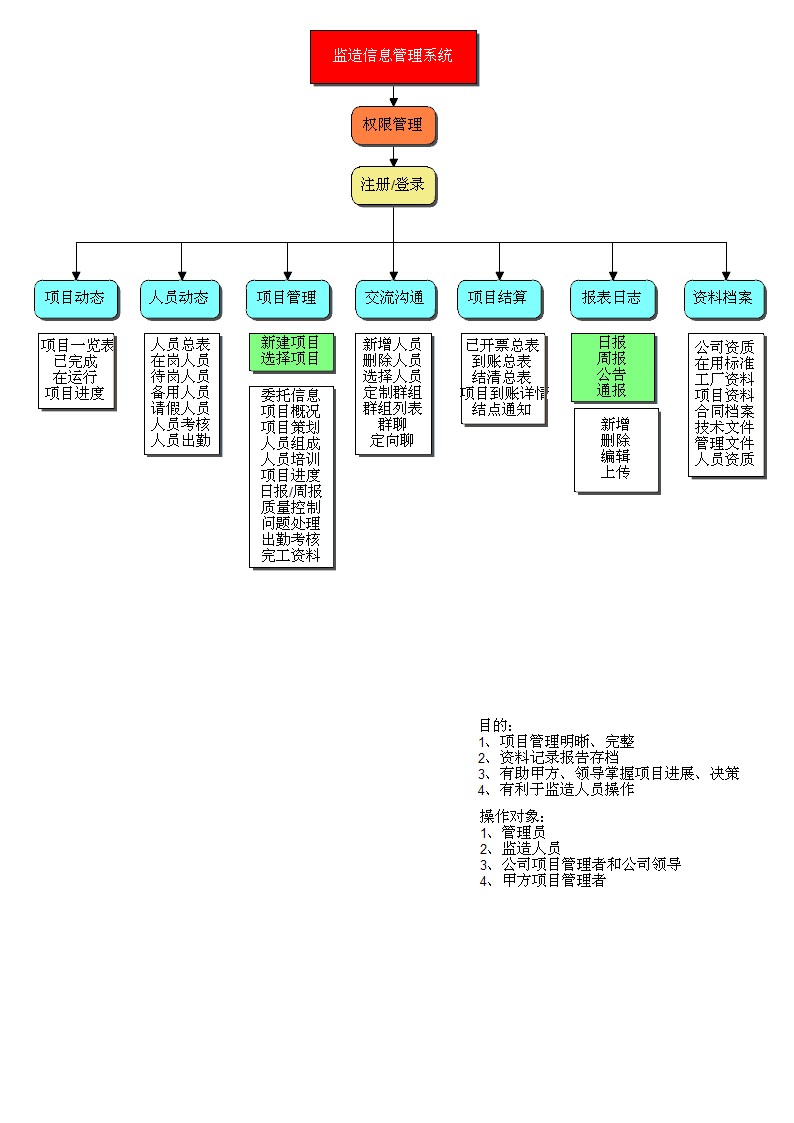 监造信息管理系统
权限管理
注册/登录
项目动态
人员动态
项目管理
交流沟通
项目结算
报表日志
资料档案
项目一览表
已完成
在运行
项目进度
人员总表
在岗人员
待岗人员
备用人员
请假人员
人员考核
人员出勤
新建项目
选择项目
委托信息
项目概况
项目策划
人员组成
人员培训
项目进度
日报/周报
质量控制
问题处理
出勤考核
完工资料
新增人员
删除人员
选择人员
定制群组
群组列表
群聊
定向聊
已开票总表
到账总表
结清总表
项目到账详情
结点通知
日报
周报
公告
通报
新增
删除
编辑
上传
公司资质
在用标准
工厂资料
项目资料
合同档案
技术文件
管理文件
人员资质
目的：
1、项目管理明晰、完整
2、资料记录报告存档
3、有助甲方、领导掌握项目进展、决策
4、有利于监造人员操作
操作对象：
1、管理员
2、监造人员
3、公司项目管理者和公司领导
4、甲方项目管理者